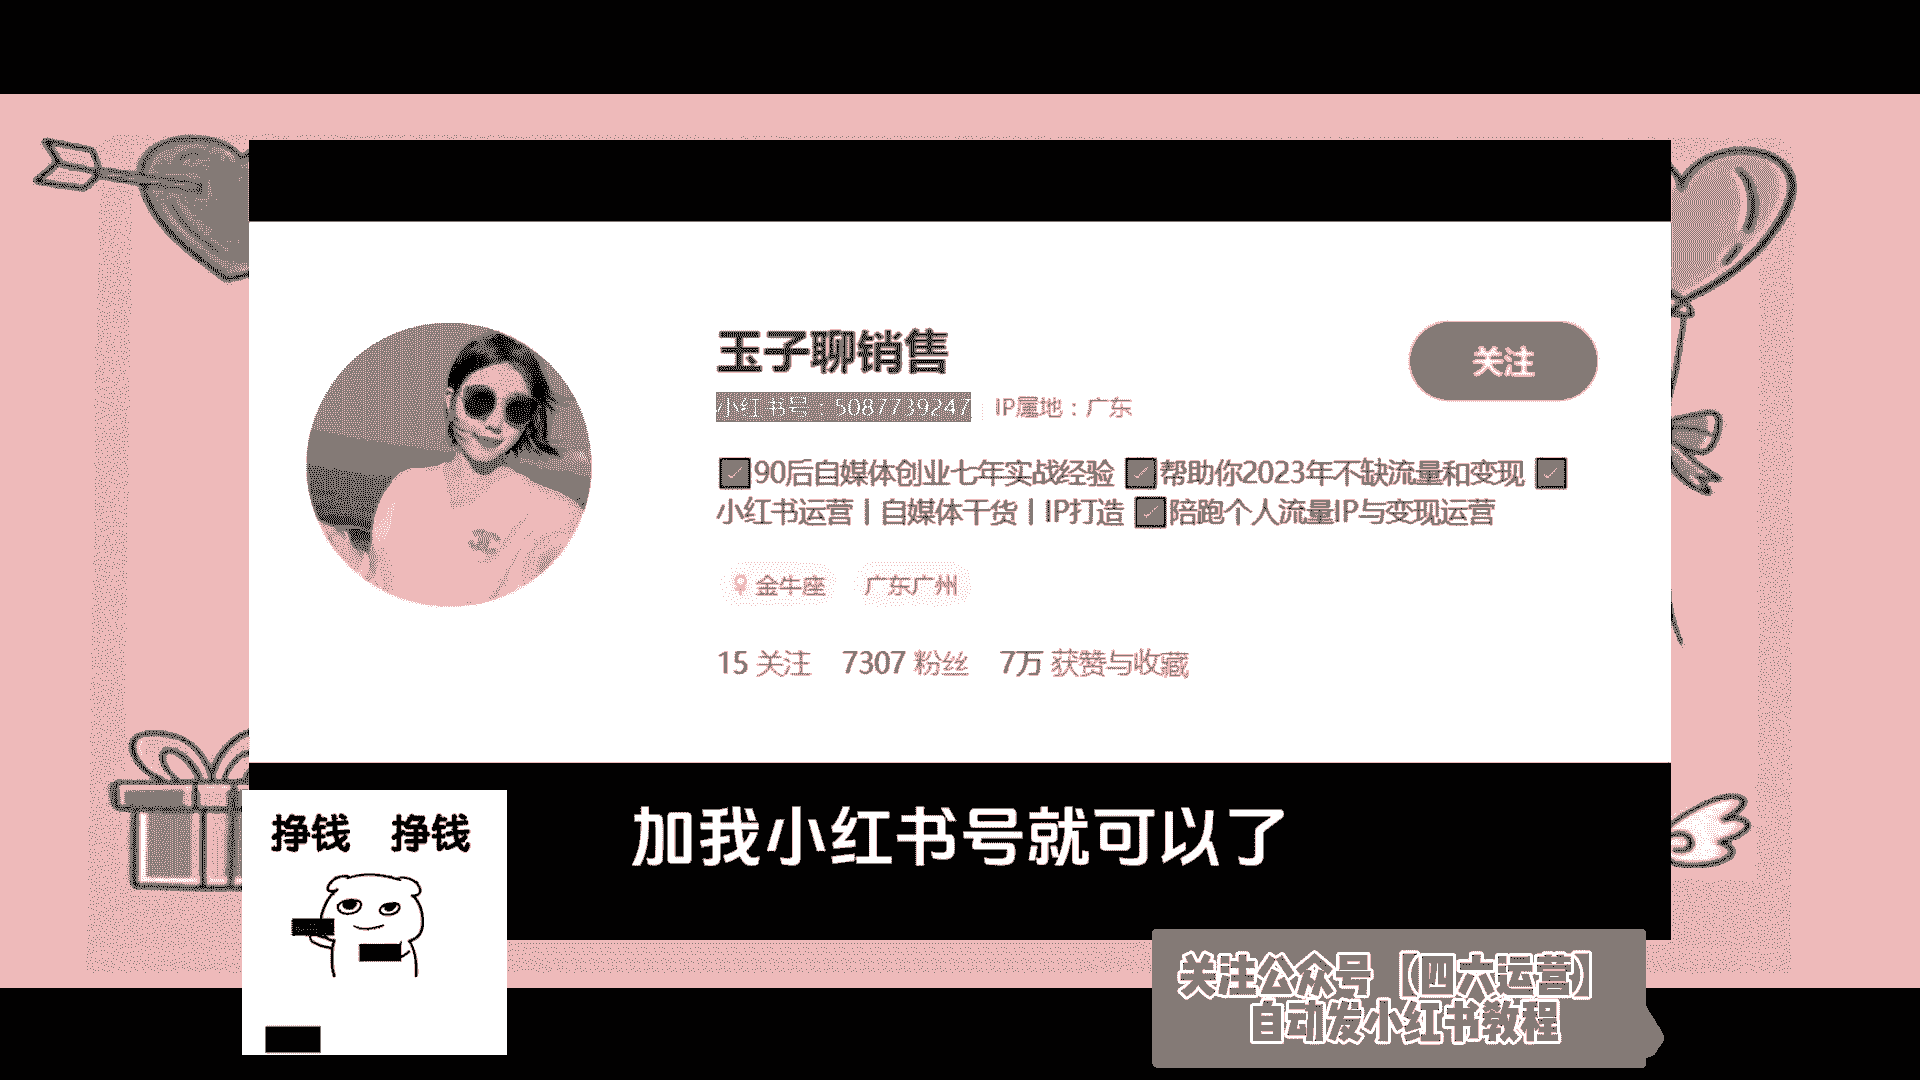 玉子聊销售
关注
小红书号：5087739247 IP属地：广东
90后自媒体创业七年实战经验 帮助你2023年不缺流量和变现
小红书运营丨自媒体干货丨IP打造 陪跑个人流量IP与变现运营
金牛座 广东广州
15 关注 7307 粉丝 7万 获赞与收藏
挣钱 挣钱
加我小红书号就可以了
关注公众号【四六运营】
自动发小红书教程